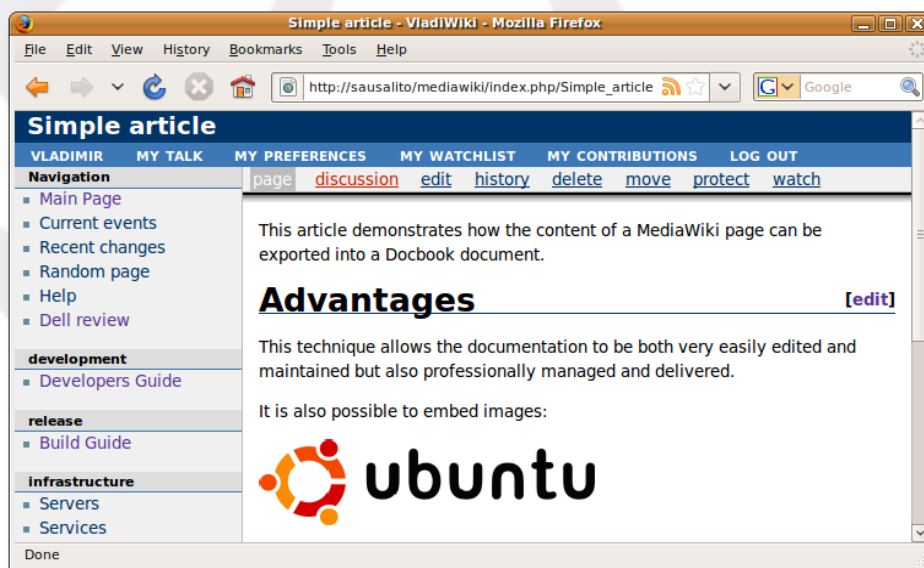 Simple article - VladiWiki - Mozilla Firefox
File Edit View History Bookmarks Tools Help
http://sausalito/mediawiki/index.php/Simple_article G Google
Simple article
VLADIMIR MY TALK MY PREFERENCES MY WATCHLIST MY CONTRIBUTIONS LOG OUT
Navigation
Main Page
Current events
Recent changes
Random page
Help
Dell review
development
Developers Guide
release
Build Guide
infrastructure
Servers
Services
page discussion edit history delete move protect watch
This article demonstrates how the content of a MediaWiki page can be
exported into a Docbook document.
Advantages [edit]
This technique allows the documentation to be both very easily edited and
maintained but also professionally managed and delivered.
It is also possible to embed images:
ubuntu
Done